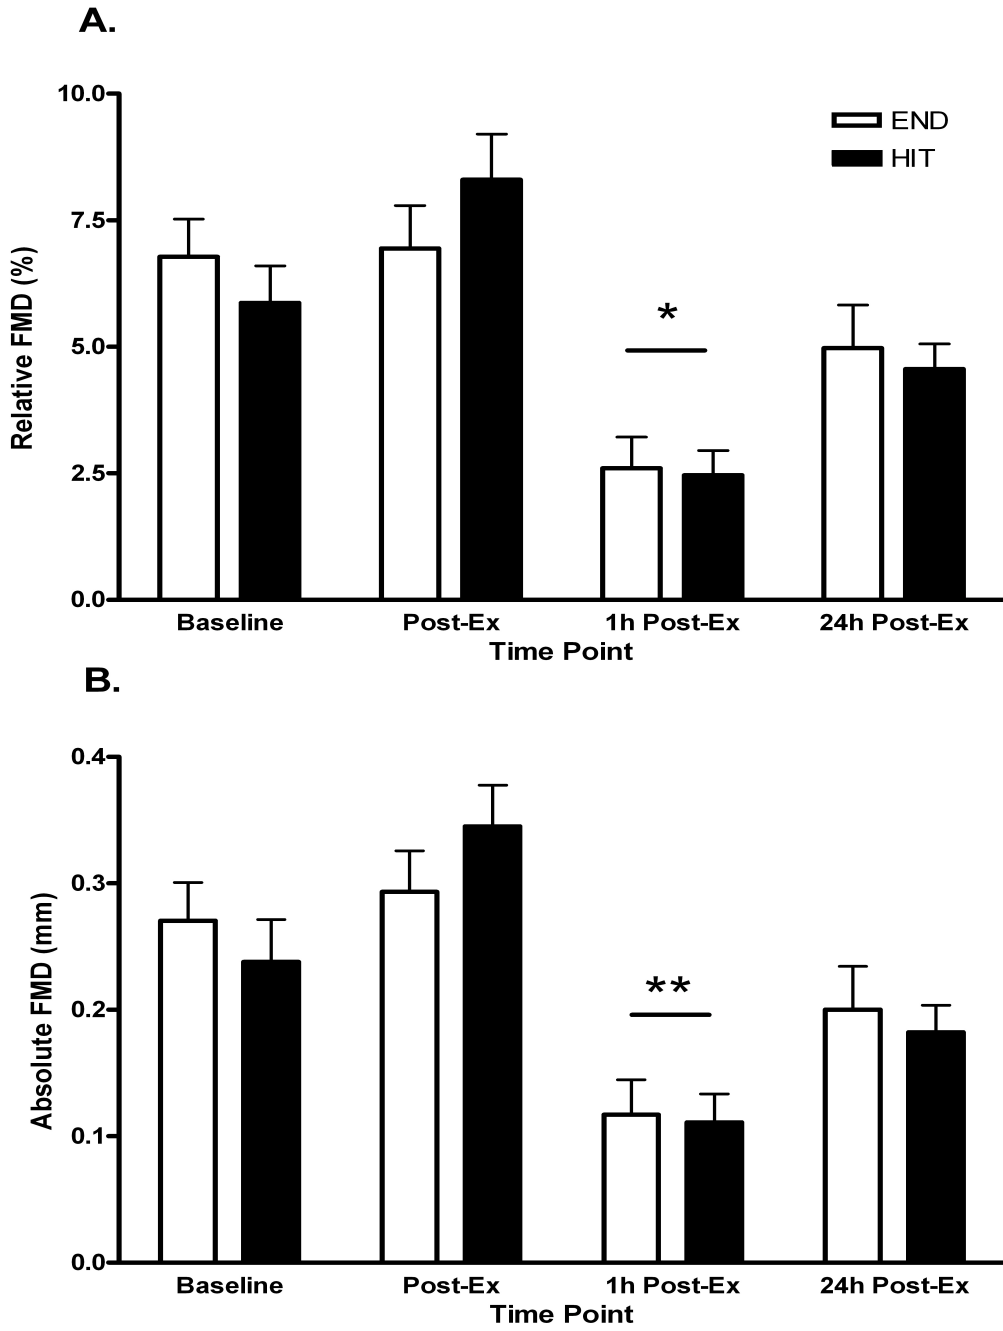 A.
10.0
7.5
5.0
2.5
0.0
Relative FMD (%)
END
HIT
*
Baseline Post-Ex 1h Post-Ex 24h Post-Ex
Time Point
B.
0.4
0.3
0.2
0.1
0.0
Absolute FMD (mm)
**
Baseline Post-Ex 1h Post-Ex 24h Post-Ex
Time Point